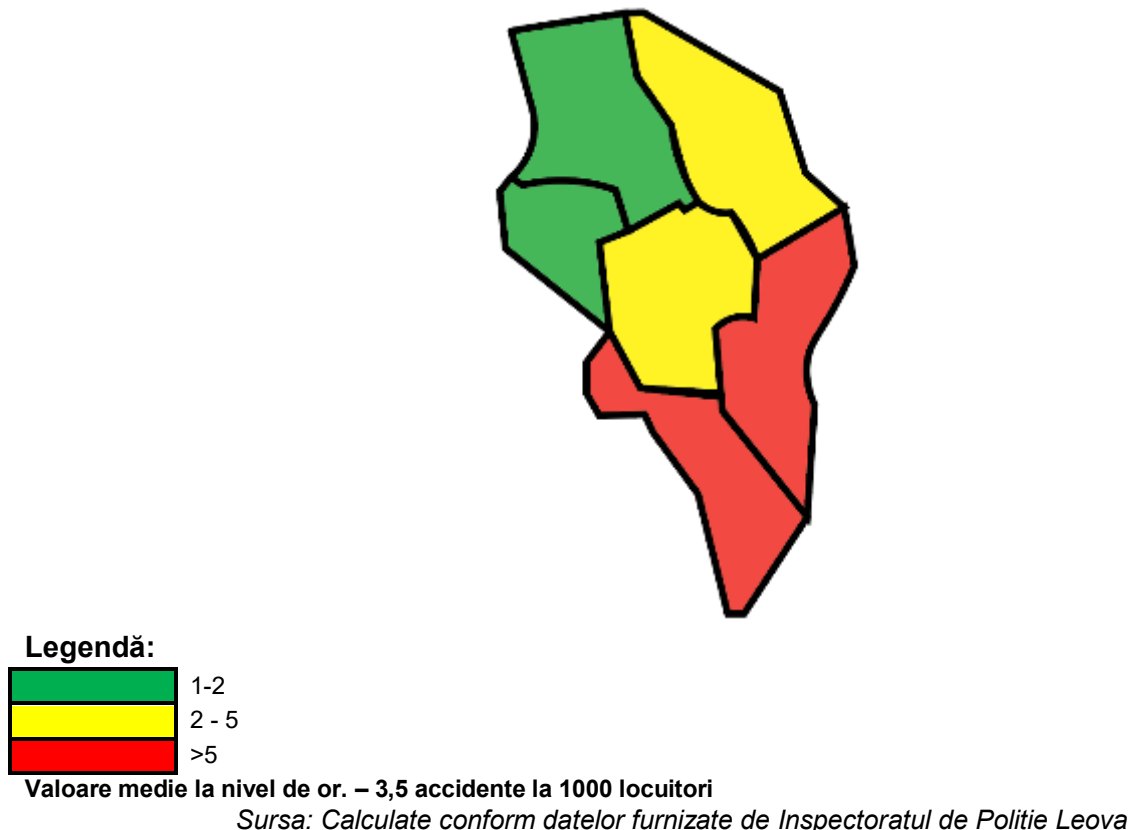 Legendă:
1-2
2 - 5
>5
Valoare medie la nivel de or. – 3,5 accidente la 1000 locuitori
Sursa: Calculate conform datelor furnizate de Inspectoratul de Poliție Leova